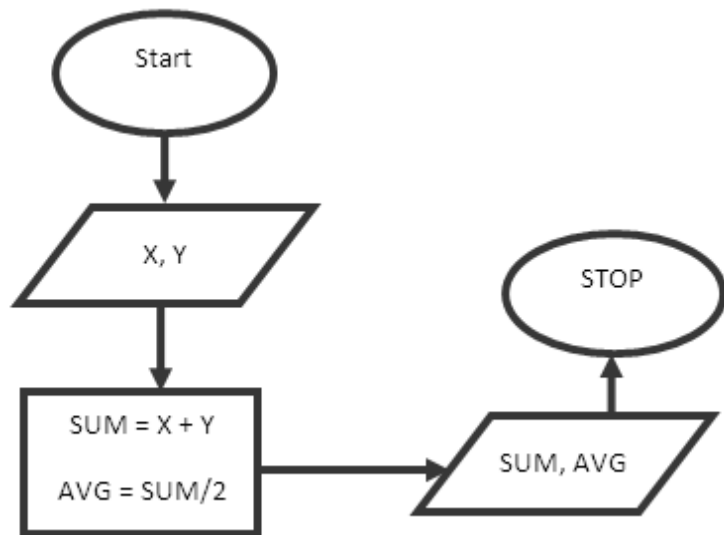 Start
X, Y
SUM = X + Y
AVG = SUM/2
SUM, AVG
STOP